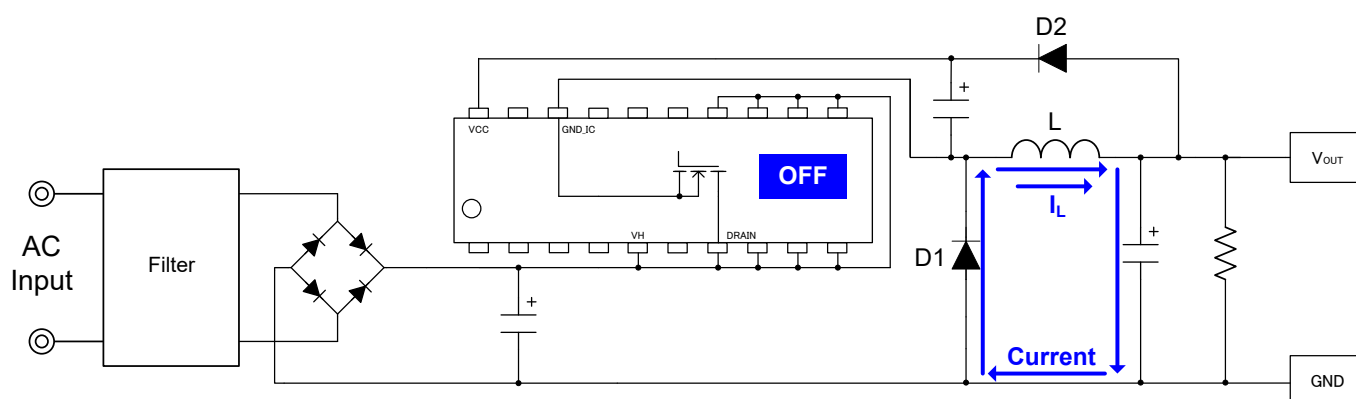 D2
+
VCC
GND_IC
L
OFF
VOUT
IL
AC
Input
Filter
VH
DRAIN
D1
+
+
Current
GND